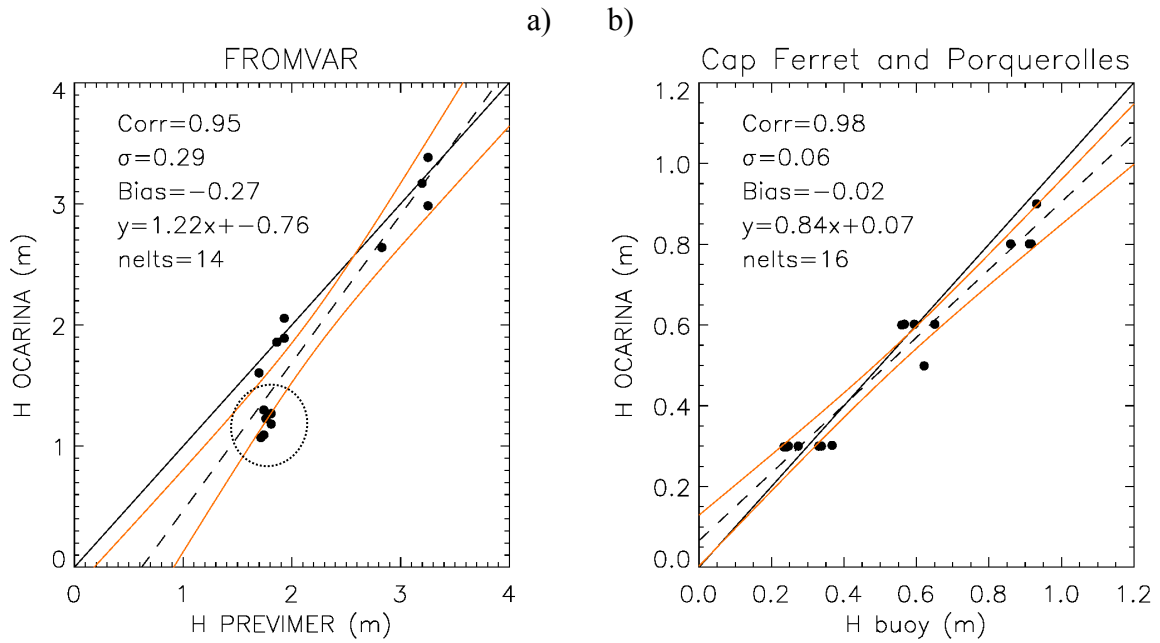 a)
FROMVAR
Corr=0.95
σ=0.29
Bias=−0.27
y=1.22x+−0.76
nelts=14
4
3
2
1
0
0 1 2 3 4
H OCARINA (m)
H PREVIMER (m)
b)
Cap Ferret and Porquerolles
Corr=0.98
σ=0.06
Bias=−0.02
y=0.84x+0.07
nelts=16
1.2
1.0
0.8
0.6
0.4
0.2
0.0
0.0 0.2 0.4 0.6 0.8 1.0 1.2
H OCARINA (m)
H buoy (m)